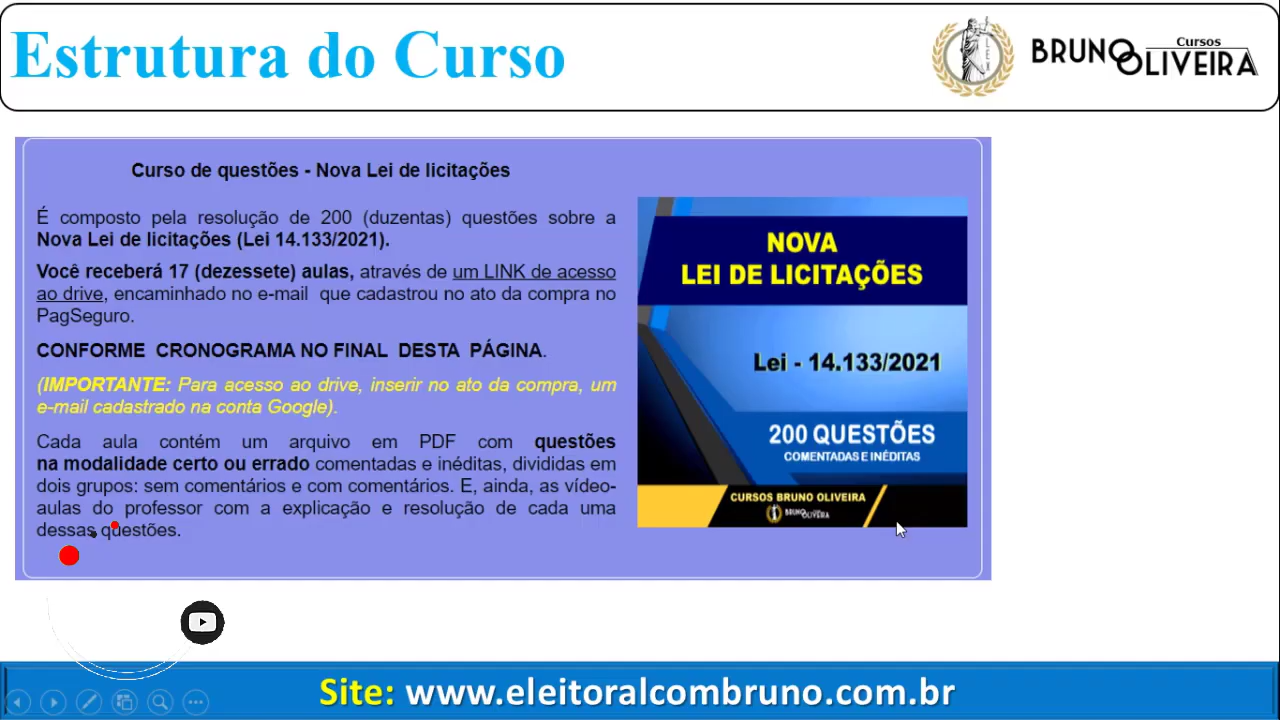 Estrutura do Curso
Cursos
BRUNO
OLIVEIRA
Curso de questões - Nova Lei de licitações
É composto pela resolução de 200 (duzentas) questões sobre a
Nova Lei de licitações (Lei 14.133/2021).
Você receberá 17 (dezessete) aulas, através de um LINK de acesso
ao drive, encaminhado no e-mail que cadastrou no ato da compra no
PagSeguro.
CONFORME CRONOGRAMA NO FINAL DESTA PÁGINA.
(IMPORTANTE: Para acesso ao drive, inserir no ato da compra, um
e-mail cadastrado na conta Google).
Cada aula contém um arquivo em PDF com questões
na modalidade certo ou errado comentadas e inéditas, divididas em
dois grupos: sem comentários e com comentários. E, ainda, as vídeo-
aulas do professor com a explicação e resolução de cada uma
dessas questões.
NOVA
LEI DE LICITAÇÕES
Lei - 14.133/2021
200 QUESTÕES
COMENTADAS E INÉDITAS
CURSOS BRUNO OLIVEIRA
BRUNO
OLIVEIRA
Site: www.eleitoralcombruno.com.br